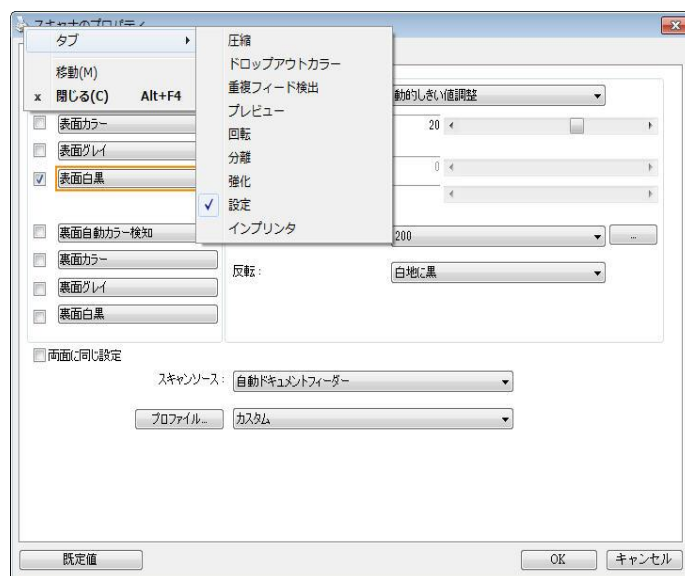 スキャナのプロパティ
タブ
移動(M)
x 閉じる(C) Alt+F4
圧縮
ドロップアウトカラー
重複フィード検出
プレビュー
回転
分離
強化
設定
インプリンタ
動的しきい値調整
表面カラー
20
表面グレイ
0
表面白黒
裏面自動カラー検知
200
...
裏面カラー
反転:
白地に黒
裏面グレイ
裏面白黒
両面に同じ設定
スキャンソース:
自動ドキュメントフィーダー
プロファイル...
カスタム
既定値
OK
キャンセル